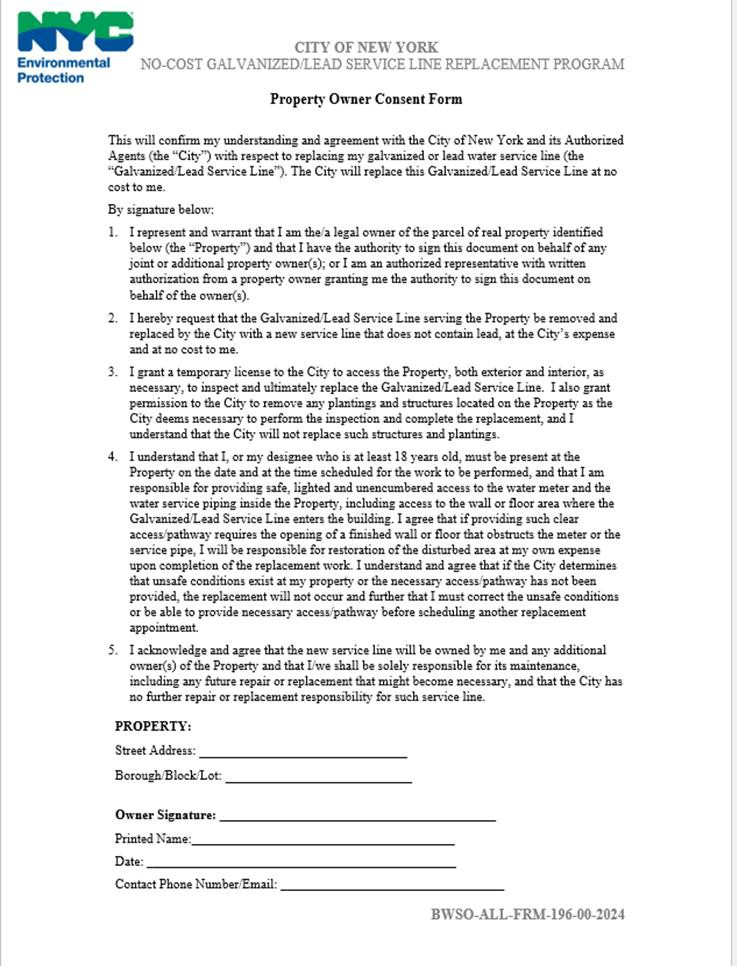 NYC
Environmental
Protection
CITY OF NEW YORK
NO-COST GALVANIZED/LEAD SERVICE LINE REPLACEMENT PROGRAM
Property Owner Consent Form
This will confirm my understanding and agreement with the City of New York and its Authorized
Agents (the “City”) with respect to replacing my galvanized or lead water service line (the
“Galvanized/Lead Service Line”). The City will replace this Galvanized/Lead Service Line at no
cost to me.
By signature below:
1. I represent and warrant that I am the/a legal owner of the parcel of real property identified
below (the “Property”) and that I have the authority to sign this document on behalf of any
joint or additional property owner(s); or I am an authorized representative with written
authorization from a property owner granting me the authority to sign this document on
behalf of the owner(s).
2. I hereby request that the Galvanized/Lead Service Line serving the Property be removed and
replaced by the City with a new service line that does not contain lead, at the City’s expense
and at no cost to me.
3. I grant a temporary license to the City to access the Property, both exterior and interior, as
necessary, to inspect and ultimately replace the Galvanized/Lead Service Line. I also grant
permission to the City to remove any plantings and structures located on the Property as the
City deems necessary to perform the inspection and complete the replacement, and I
understand that the City will not replace such structures and plantings.
4. I understand that I, or my designee who is at least 18 years old, must be present at the
Property on the date and at the time scheduled for the work to be performed, and that I am
responsible for providing safe, lighted and unencumbered access to the water meter and the
water service piping inside the Property, including access to the wall or floor area where the
Galvanized/Lead Service Line enters the building. I agree that if providing such clear
access/pathway requires the opening of a finished wall or floor that obstructs the meter or the
service pipe, I will be responsible for restoration of the disturbed area at my own expense
upon completion of the replacement work. I understand and agree that if the City determines
that unsafe conditions exist at my property or the necessary access/pathway has not been
provided, the replacement will not occur and further that I must correct the unsafe conditions
or be able to provide necessary access/pathway before scheduling another replacement
appointment.
5. I acknowledge and agree that the new service line will be owned by me and any additional
owner(s) of the Property and that I/we shall be solely responsible for its maintenance,
including any future repair or replacement that might become necessary, and that the City has
no further repair or replacement responsibility for such service line.
PROPERTY:
Street Address:
Borough/Block/Lot:
Owner Signature:
Printed Name:
Date:
Contact Phone Number/Email:
BWSO-ALL-FRM-196-00-2024